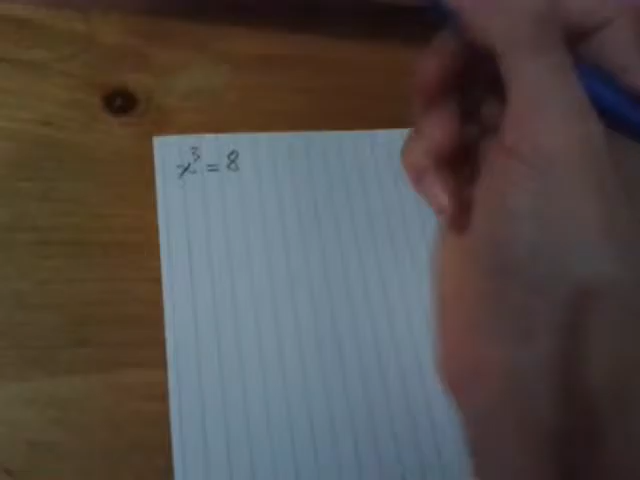 x³ = 8